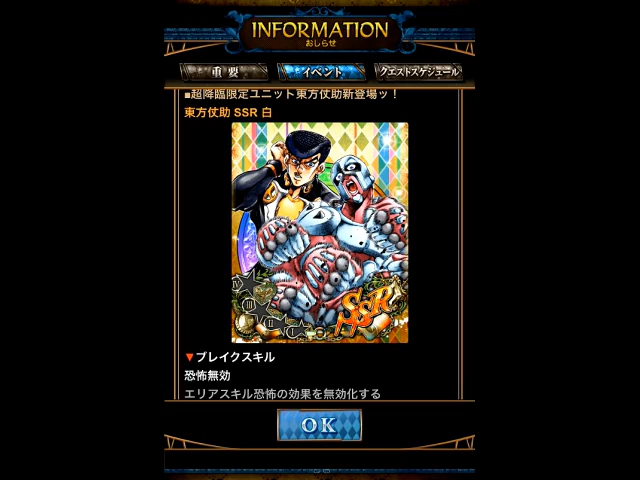 INFORMATION
おしらせ
重要
イベント
クエストスケジュール
■超降臨限定ユニット東方仗助新登場ッ！
東方仗助 SSR 白
IV
III
II
I
SSR
▼ブレイクスキル
恐怖無効
エリアスキル恐怖の効果を無効化する
OK